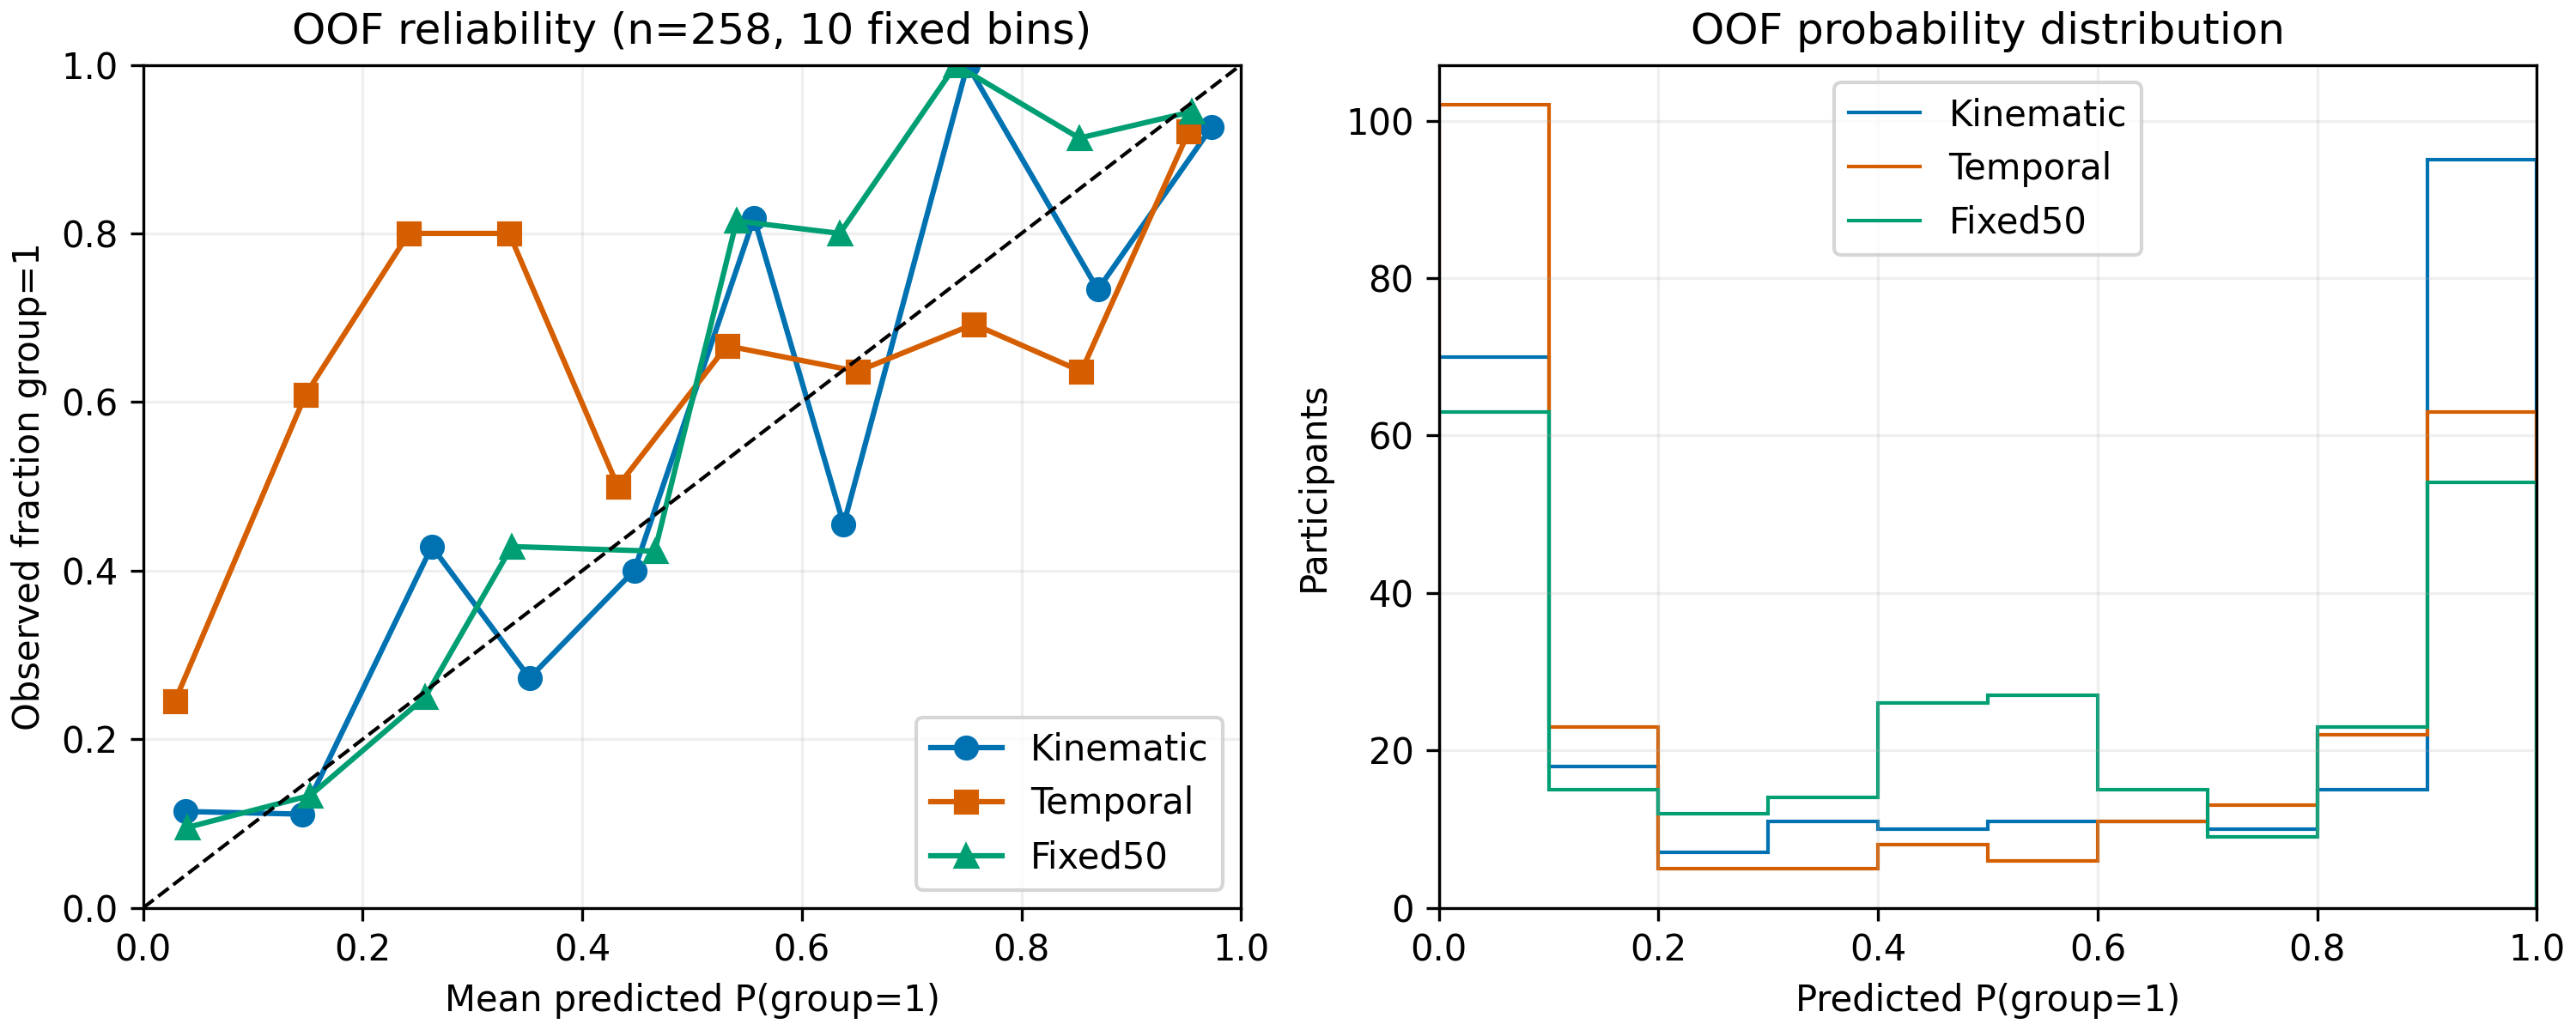 OOF reliability (n=258, 10 fixed bins)
Observed fraction group=1
1.0
0.8
0.6
0.4
0.2
0.0
Kinematic
Temporal
Fixed50
0.0 0.2 0.4 0.6 0.8 1.0
Mean predicted P(group=1)
OOF probability distribution
Participants
100
80
60
40
20
0
Kinematic
Temporal
Fixed50
0.0 0.2 0.4 0.6 0.8 1.0
Predicted P(group=1)